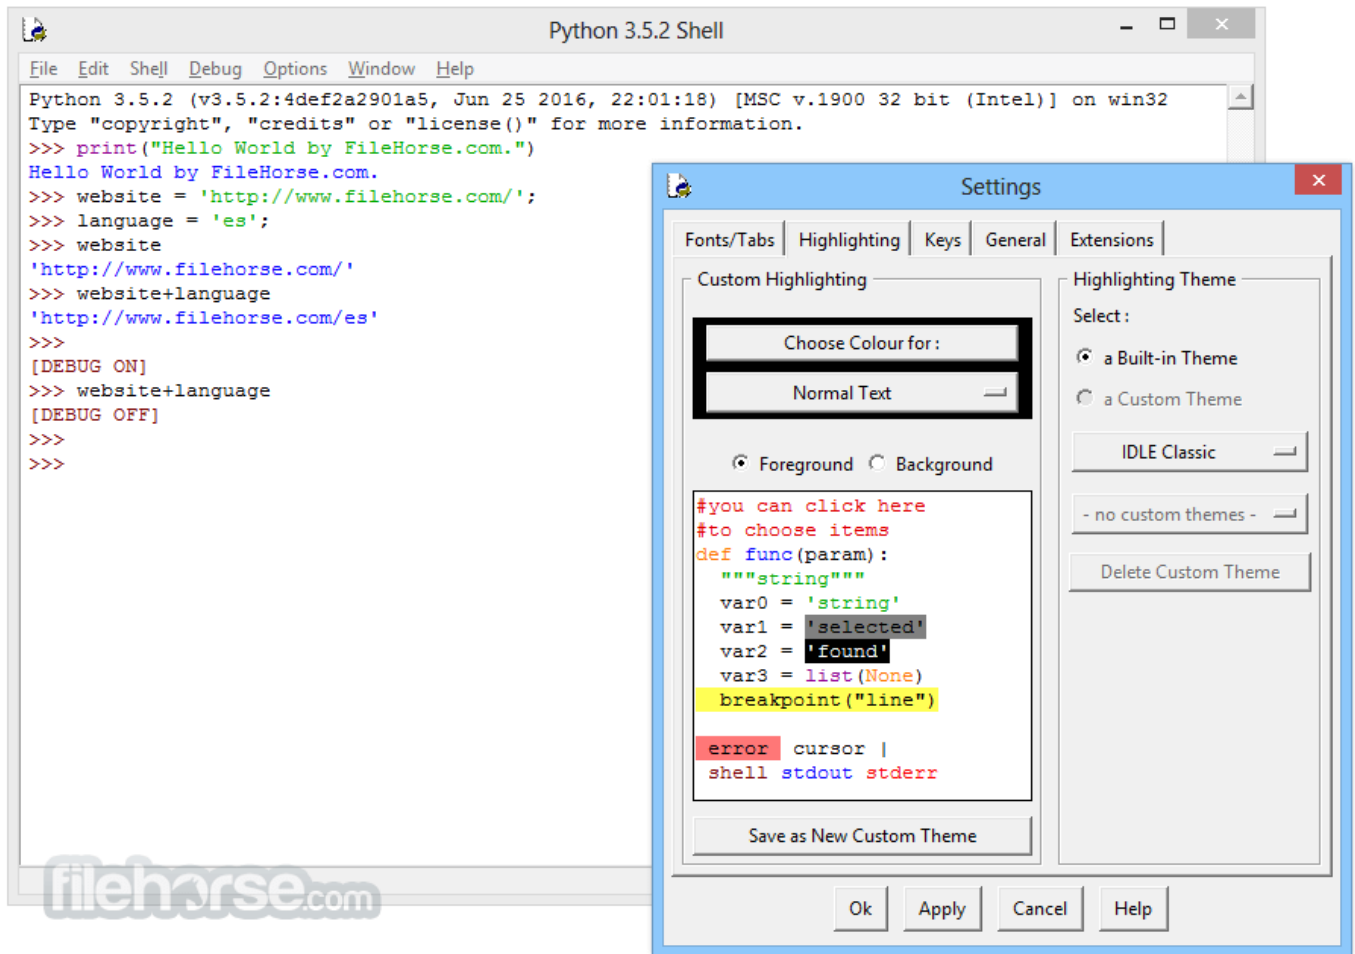 Python 3.5.2 Shell
File Edit Shell Debug Options Window Help
Python 3.5.2 (v3.5.2:4def2a2901a5, Jun 25 2016, 22:01:18) [MSC v.1900 32 bit (Intel)] on win32
Type "copyright", "credits" or "license()" for more information.
>>> print("Hello World by FileHorse.com.")
Hello World by FileHorse.com.
>>> website = 'http://www.filehorse.com/';
>>> language = 'es';
>>> website
'http://www.filehorse.com/'
>>> website+language
'http://www.filehorse.com/es'
>>>
[DEBUG ON]
>>> website+language
[DEBUG OFF]
>>>
>>>
Settings
Fonts/Tabs Highlighting Keys General Extensions
Custom Highlighting
Choose Colour for :
Normal Text
Foreground Background
#you can click here
#to choose items
def func(param):
"""string"""
var0 = 'string'
var1 = 'selected'
var2 = 'found'
var3 = list(None)
breakpoint("line")
error cursor |
shell stdout stderr
Save as New Custom Theme
Highlighting Theme
Select :
a Built-in Theme
a Custom Theme
IDLE Classic
- no custom themes -
Delete Custom Theme
Ok Apply Cancel Help
filehorse.com